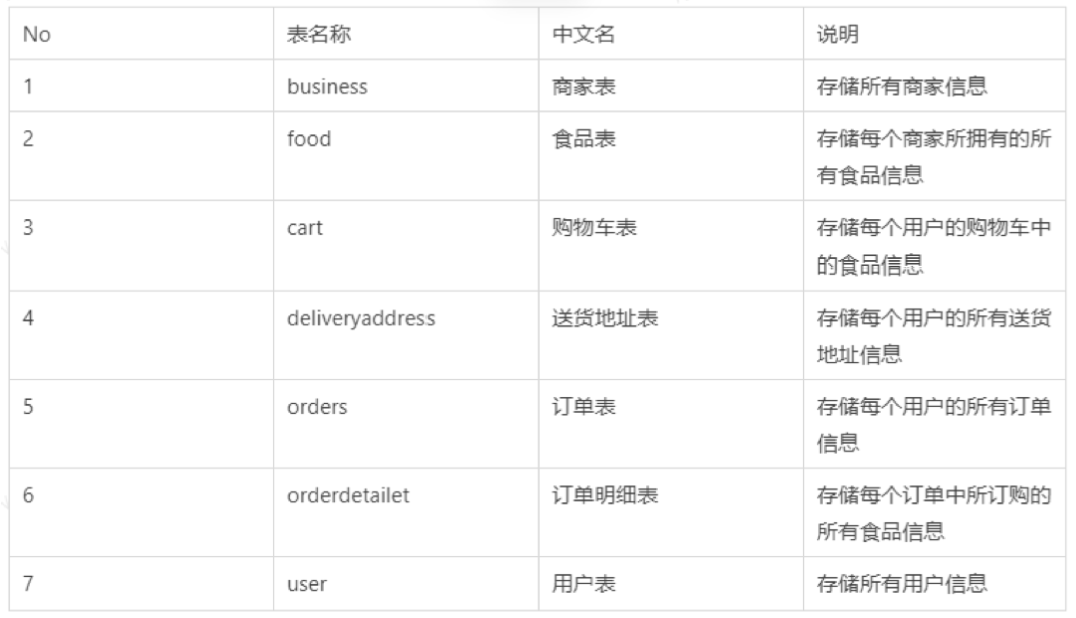 No 表名称 中文名 说明
1 business 商家表 存储所有商家信息
2 food 食品表 存储每个商家所拥有的所
有食品信息
3 cart 购物车表 存储每个用户的购物车中
的食品信息
4 deliveryaddress 送货地址表 存储每个用户的所有送货
地址信息
5 orders 订单表 存储每个用户的所有订单
信息
6 orderdetailet 订单明细表 存储每个订单中所订购的
所有食品信息
7 user 用户表 存储所有用户信息